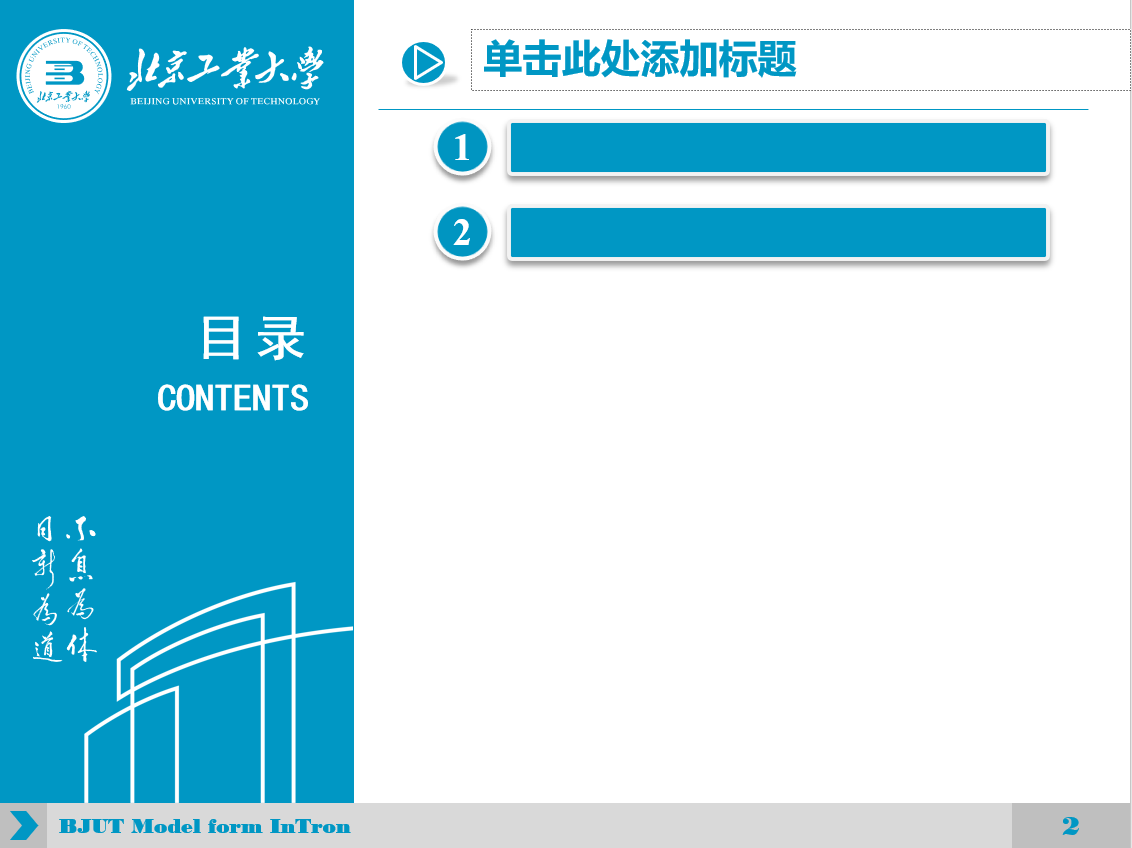 BEIJING UNIVERSITY OF TECHNOLOGY
北京工业大学
1960
北京工业大学
BEIJING UNIVERSITY OF TECHNOLOGY
目录
CONTENTS
不息為体
日新為道
单击此处添加标题
1
2
BJUT Model form InTron
2